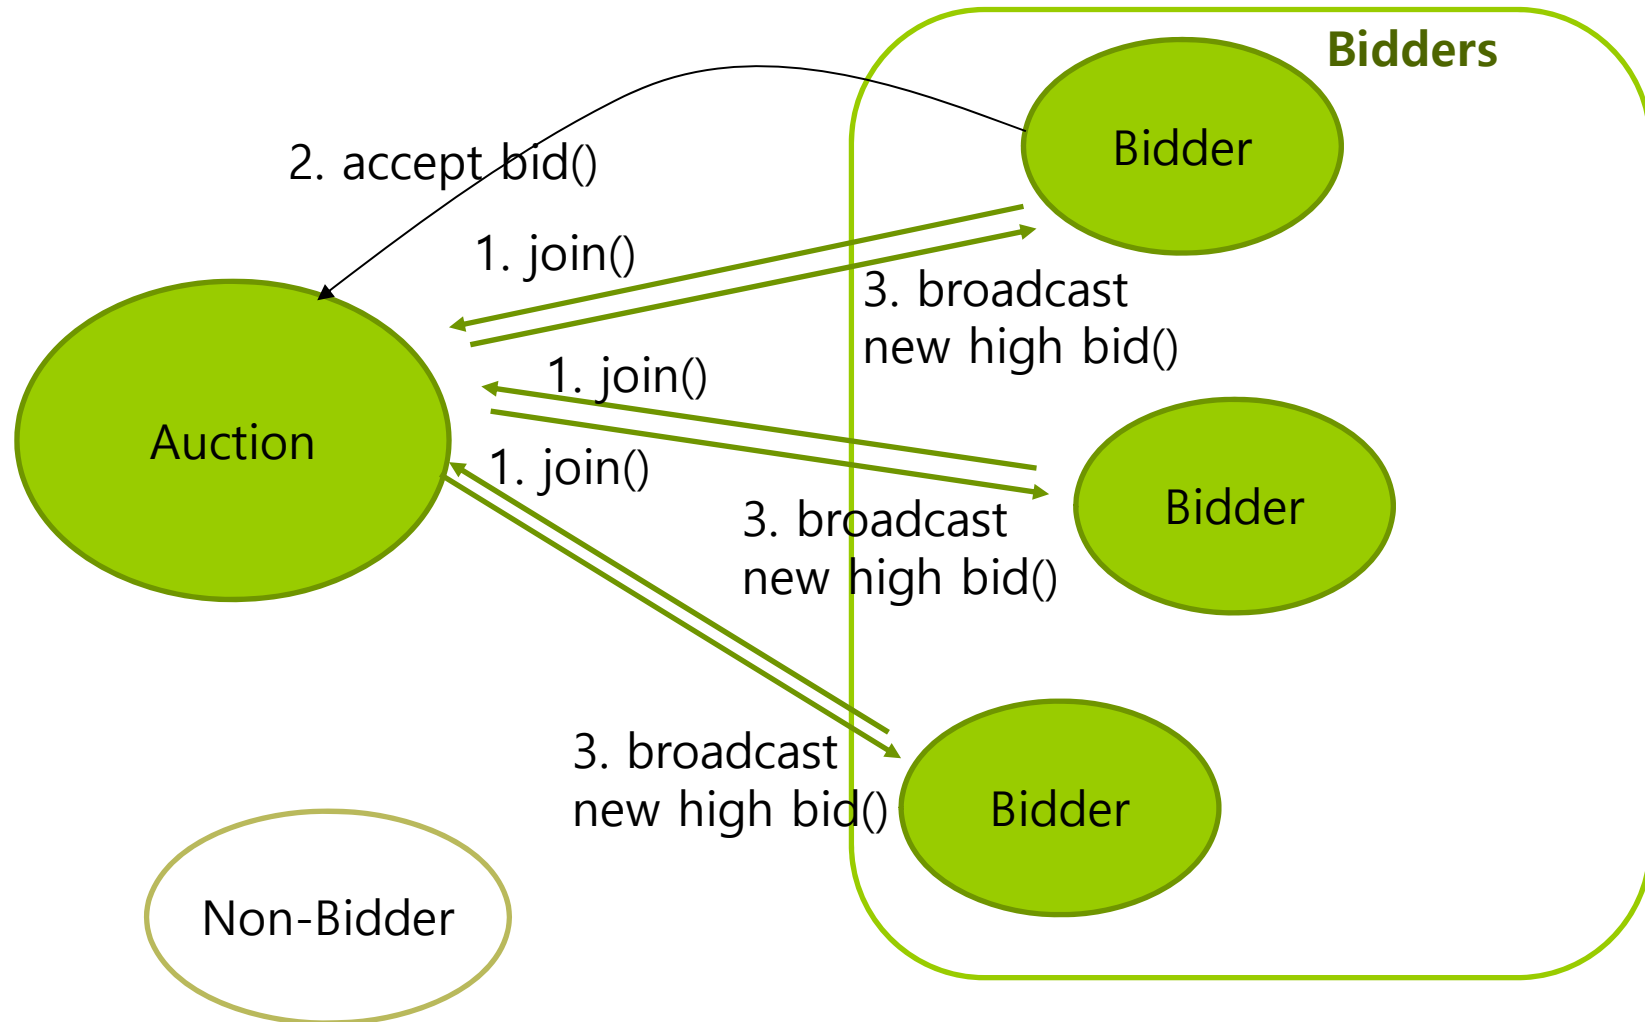 Bidders
Bidder
2. accept bid()
1. join()
3. broadcast
new high bid()
1. join()
Auction
1. join()
Bidder
3. broadcast
new high bid()
3. broadcast
new high bid()
Bidder
Non-Bidder